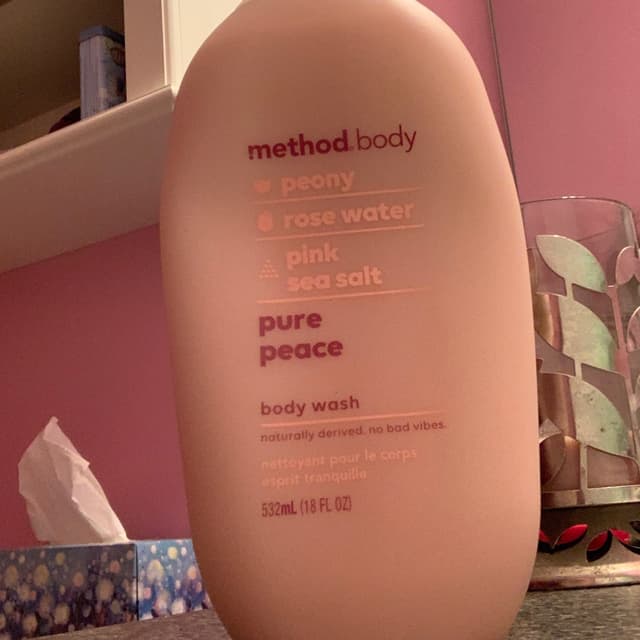 method. body
peony
rose water
pink
sea salt
pure
peace
body wash
naturally derived. no bad vibes.
nettoyant pour le corps
esprit tranquille
532mL (18 FL OZ)